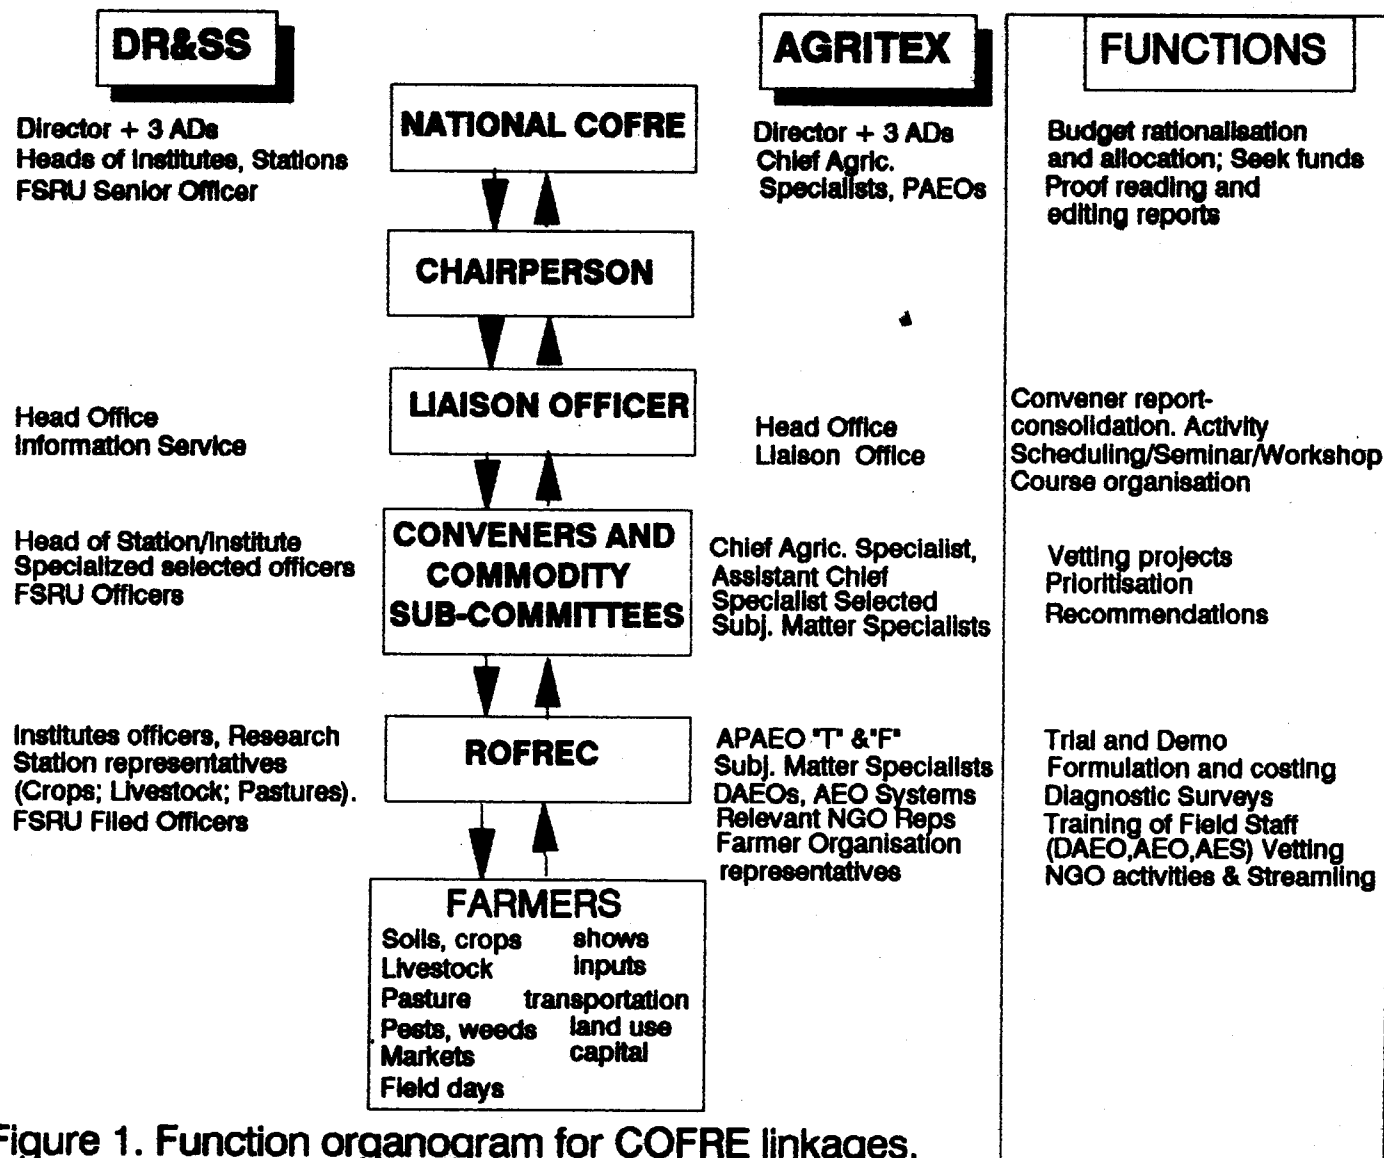 DR&SS
AGRITEX
FUNCTIONS
NATIONAL COFRE
Director + 3 ADs
Heads of Institutes, Stations
FSRU Senior Officer
Director + 3 ADs
Chief Agric.
Specialists, PAEOs
Budget rationalisation
and allocation; Seek funds
Proof reading and
editing reports
CHAIRPERSON
LIAISON OFFICER
Head Office
Information Service
Head Office
Liaison Office
Convener report-
consolidation. Activity
Scheduling/Seminar/Workshop
Course organisation
CONVENERS AND
COMMODITY
SUB-COMMITTEES
Head of Station/Institute
Specialized selected officers
FSRU Officers
Chief Agric. Specialist,
Assistant Chief
Specialist Selected
Subj. Matter Specialists
Vetting projects
Prioritisation
Recommendations
ROFREC
Institutes officers, Research
Station representatives
(Crops; Livestock; Pastures).
FSRU Filed Officers
APAEO "T" &"F"
Subj. Matter Specialists
DAEOs, AEO Systems
Relevant NGO Reps
Farmer Organisation
representatives
Trial and Demo
Formulation and costing
Diagnostic Surveys
Training of Field Staff
(DAEO,AEO,AES) Vetting
NGO activities & Streamling
FARMERS
Soils, crops shows
Livestock inputs
Pasture transportation
Pests, weeds land use
Markets capital
Field days
Figure 1. Function organogram for COFRE linkages.